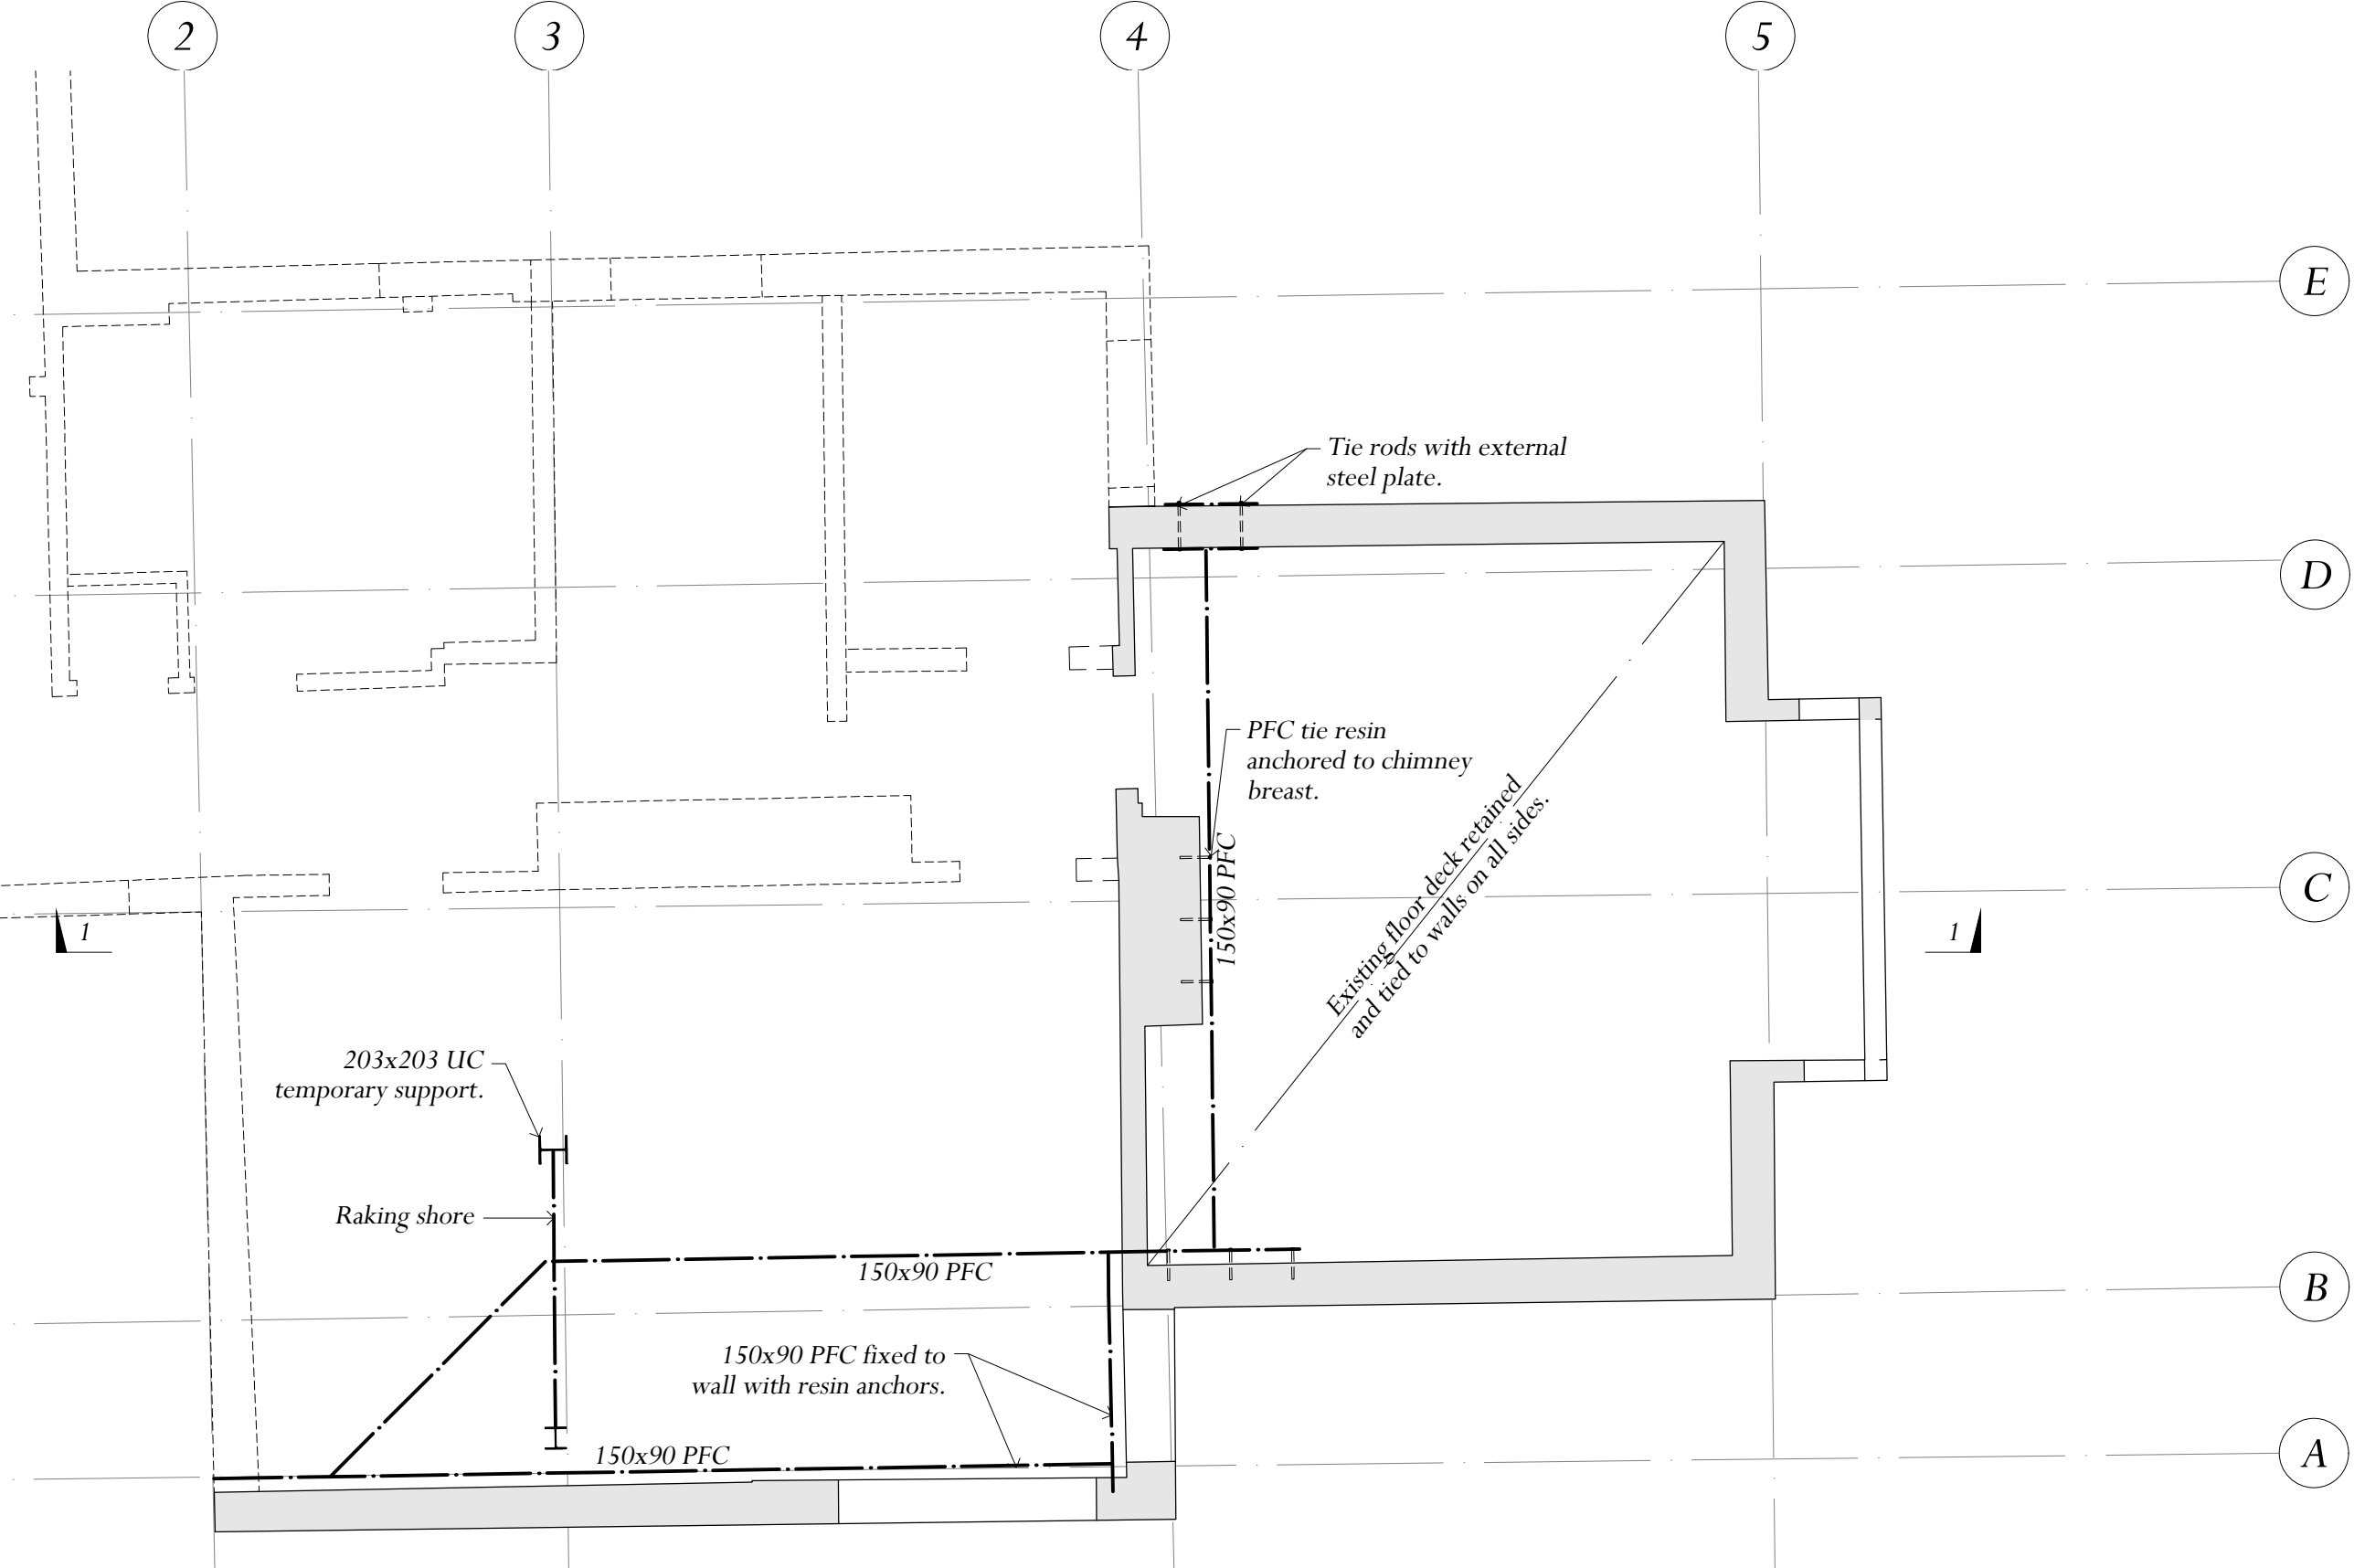 2
3
4
5
E
Tie rods with external
steel plate.
D
PFC tie resin
anchored to chimney
breast.
150x90 PFC
Existing floor deck retained
and tied to walls on all sides.
C
1
1
203x203 UC
temporary support.
Raking shore
150x90 PFC
B
150x90 PFC fixed to
wall with resin anchors.
150x90 PFC
A